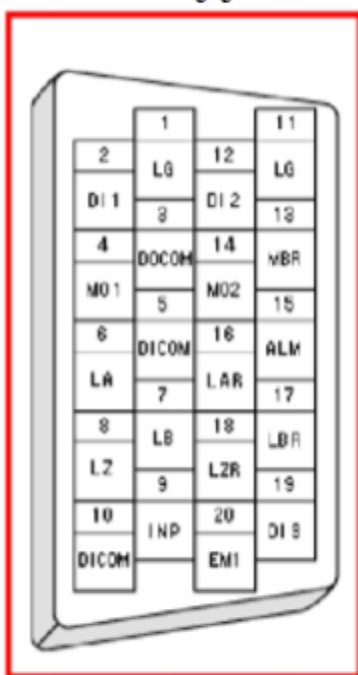 1 11
2 12
LG LG
DI 1 DI 2
3 13
4 14
DOCOM MBR
MO 1 MO2
5 15
6 16
DICOM ALM
LA LAR
7 17
8 18
LB LBR
LZ LZR
9 19
10 20
INP DI 3
DICOM EM1